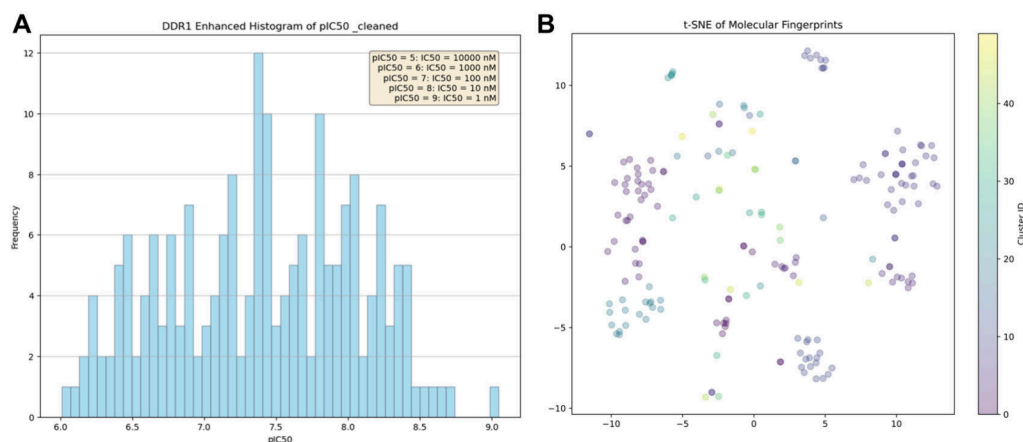 A
DDR1 Enhanced Histogram of pIC50 _cleaned
12
10
8
6
4
2
0
Frequency
pIC50 = 5: IC50 = 10000 nM
pIC50 = 6: IC50 = 1000 nM
pIC50 = 7: IC50 = 100 nM
pIC50 = 8: IC50 = 10 nM
pIC50 = 9: IC50 = 1 nM
6.0 6.5 7.0 7.5 8.0 8.5 9.0
pIC50
B
t-SNE of Molecular Fingerprints
10
5
0
−5
−10
−10 −5 0 5 10
40
30
20
10
0
Cluster ID